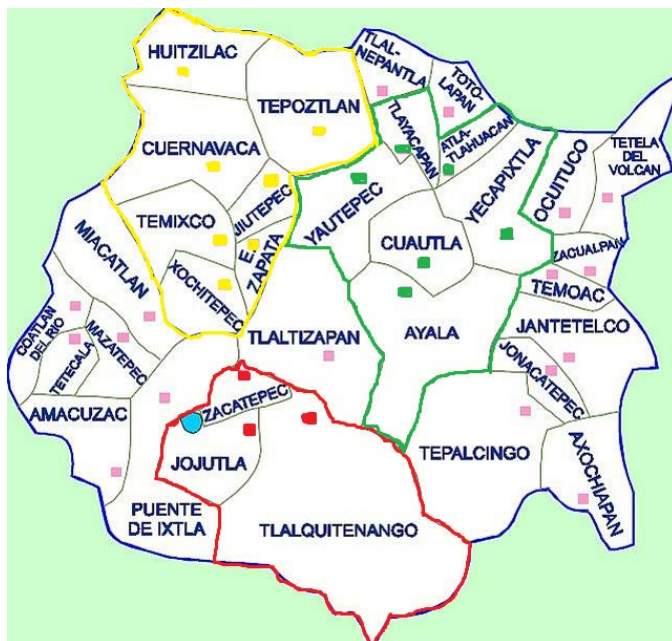 HUITZILAC
TLAL-
NEPANTLA
TOTO-
LAPAN
TEPOZTLAN
TLAYACAPAN
ATLA-
TLAHUACAN
TETELA DEL
VOLCAN
CUERNAVACA
JIUTEPEC
YECAPIXTLA
OCUITUCO
YAUTEPEC
TEMIXCO
E.
ZAPATA
CUAUTLA
ZACUALPAN
MIACATLAN
XOCHITEPEC
TEMOAC
COATLAN
DEL RIO
TETECALA
MAZATEPEC
TLALTIZAPAN
AYALA
JANTETELCO
JONACATEPEC
AMACUZAC
ZACATEPEC
JOJUTLA
TEPALCINGO
AXOCHIAPAN
PUENTE
DE IXTLA
TLALQUITENANGO